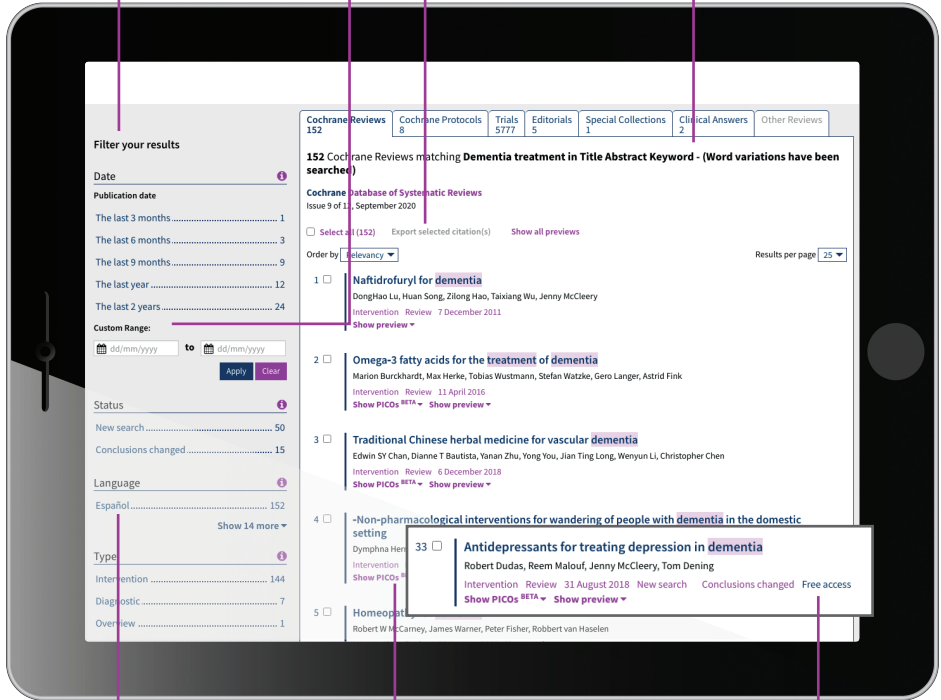 Filter your results
Date
Publication date
The last 3 months 1
The last 6 months 3
The last 9 months 9
The last year 12
The last 2 years 24
Custom Range:
dd/mm/yyyy to dd/mm/yyyy
Apply Clear
Status
New search 50
Conclusions changed 15
Language
Español 152
Show 14 more
Type
Intervention 144
Diagnostic 7
Overview 1
Cochrane Reviews 152
Cochrane Protocols 8
Trials 5777
Editorials 5
Special Collections 1
Clinical Answers 2
Other Reviews
152 Cochrane Reviews matching Dementia treatment in Title Abstract Keyword - (Word variations have been
searched)
Cochrane Database of Systematic Reviews
Issue 9 of 12, September 2020
Select all (152) Export selected citation(s) Show all previews
Order by Relevancy Results per page 25
1 Naftidrofuryl for dementia
DongHao Lu, Huan Song, Zilong Hao, Taixiang Wu, Jenny McCleery
Intervention Review 7 December 2011
Show preview
2 Omega-3 fatty acids for the treatment of dementia
Marion Burckhardt, Max Herke, Tobias Wustmann, Stefan Watzke, Gero Langer, Astrid Fink
Intervention Review 11 April 2016
Show PICOs BETA Show preview
3 Traditional Chinese herbal medicine for vascular dementia
Edwin SY Chan, Dianne T Bautista, Yanan Zhu, Yong You, Jian Ting Long, Wenyun Li, Christopher Chen
Intervention Review 6 December 2018
Show PICOs BETA Show preview
4 -Non-pharmacological interventions for wandering of people with dementia in the domestic
setting
Dymphna
Intervention
Show PICOs
33 Antidepressants for treating depression in dementia
Robert Dudas, Reem Malouf, Jenny McCleery, Tom Dening
Intervention Review 31 August 2018 New search Conclusions changed Free access
Show PICOs BETA Show preview
5
Robert W McCarney, James Warner, Peter Fisher, Robbert van Haselen